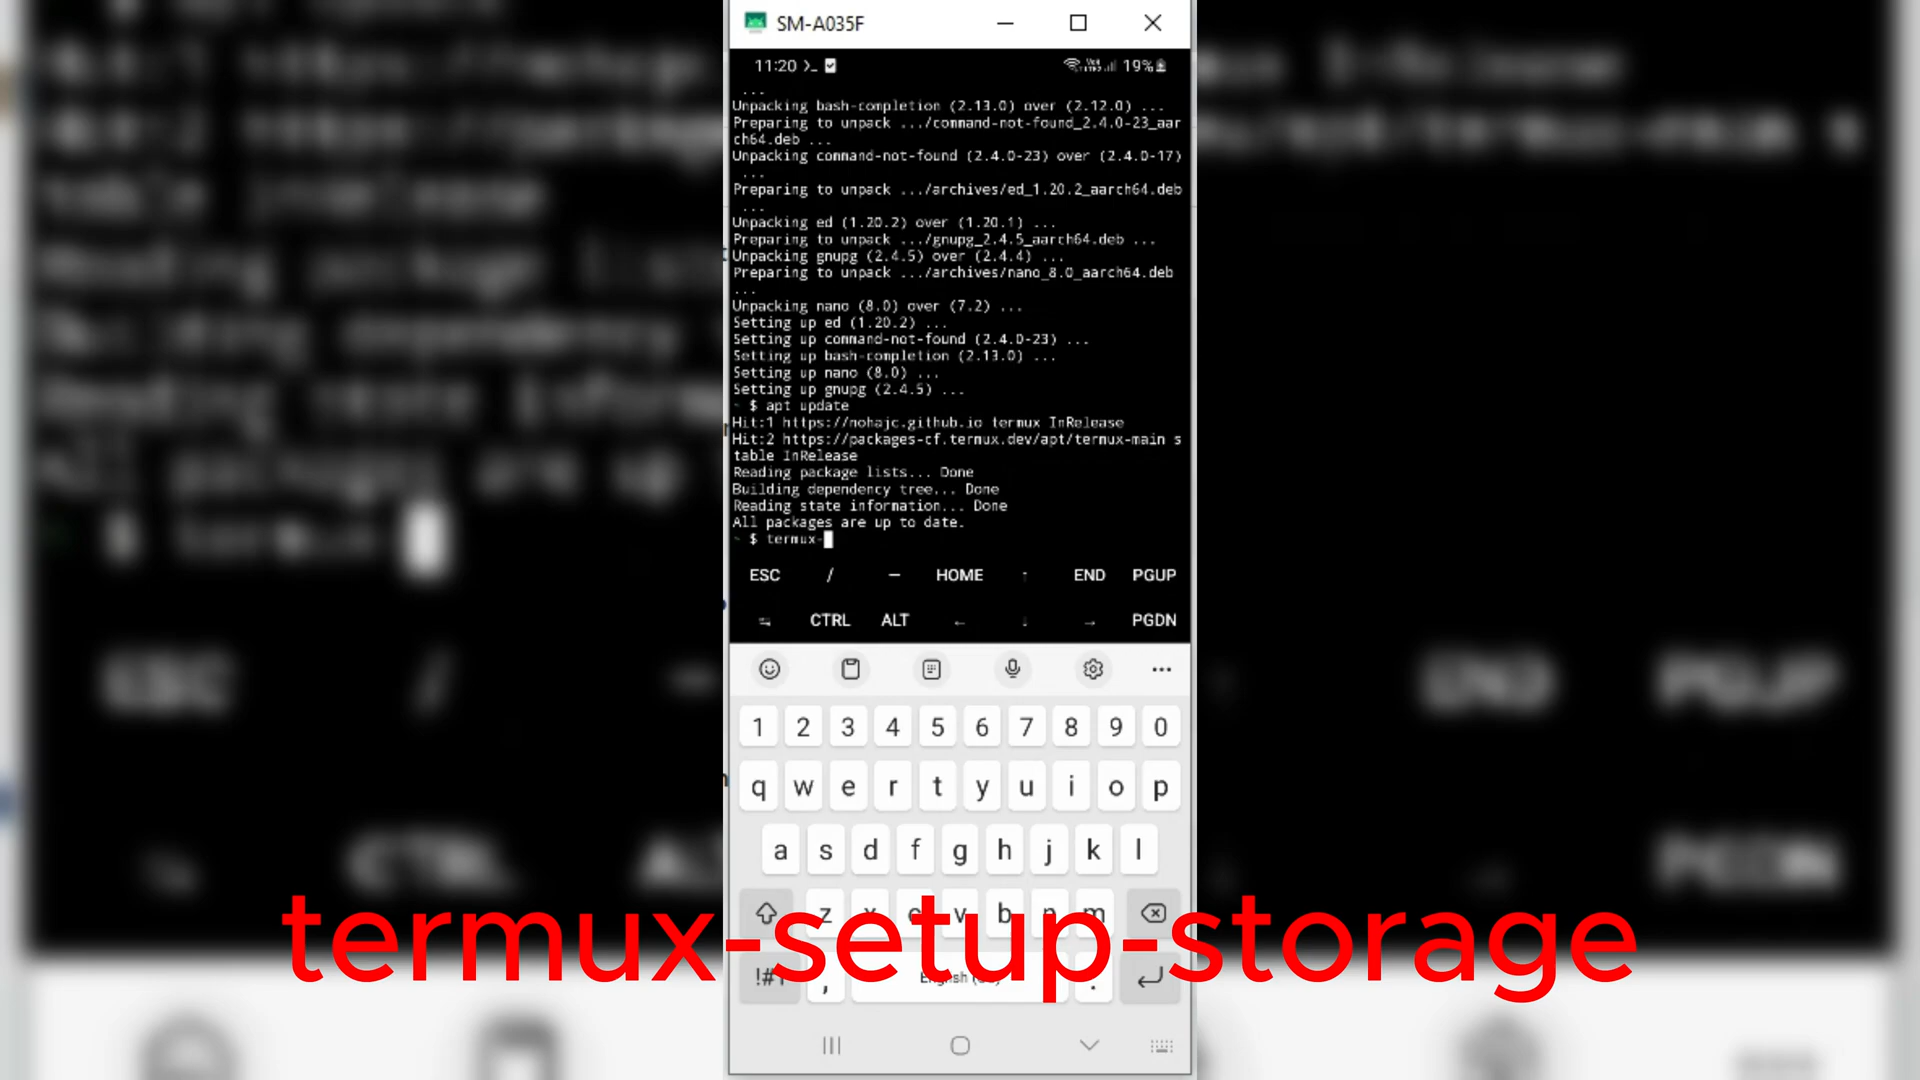 SM-A035F
11:20
19%
...
Unpacking bash-completion (2.13.0) over (2.12.0) ...
Preparing to unpack .../command-not-found_2.4.0-23_aar
ch64.deb ...
Unpacking command-not-found (2.4.0-23) over (2.4.0-17)
...
Preparing to unpack .../archives/ed_1.20.2_aarch64.deb
...
Unpacking ed (1.20.2) over (1.20.1) ...
Preparing to unpack .../gnupg_2.4.5_aarch64.deb ...
Unpacking gnupg (2.4.5) over (2.4.4) ...
Preparing to unpack .../archives/nano_8.0_aarch64.deb
...
Unpacking nano (8.0) over (7.2) ...
Setting up ed (1.20.2) ...
Setting up command-not-found (2.4.0-23) ...
Setting up bash-completion (2.13.0) ...
Setting up nano (8.0) ...
Setting up gnupg (2.4.5) ...
~ $ apt update
Hit:1 https://nohajc.github.io termux InRelease
Hit:2 https://packages-cf.termux.dev/apt/termux-main s
table InRelease
Reading package lists... Done
Building dependency tree... Done
Reading state information... Done
All packages are up to date.
~ $ termux-
ESC / — HOME ↑ END PGUP
CTRL ALT ← ↓ → PGDN
1 2 3 4 5 6 7 8 9 0
q w e r t y u i o p
a s d f g h j k l
z x c v b n m
termux-setup-storage
!#1 , English .